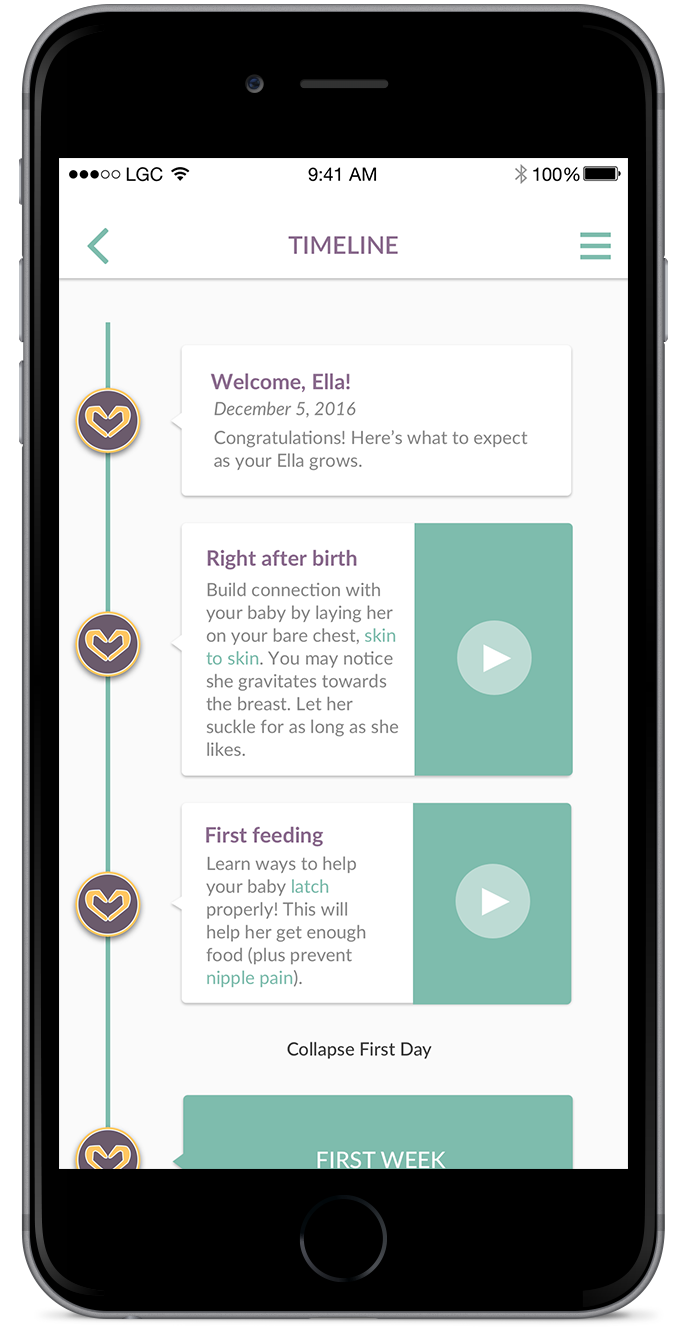 LGC 9:41 AM 100%
TIMELINE
Welcome, Ella!
December 5, 2016
Congratulations! Here's what to expect
as your Ella grows.
Right after birth
Build connection with
your baby by laying her
on your bare chest, skin
to skin. You may notice
she gravitates towards
the breast. Let her
suckle for as long as she
likes.
First feeding
Learn ways to help
your baby latch
properly! This will
help her get enough
food (plus prevent
nipple pain).
Collapse First Day
FIRST WEEK